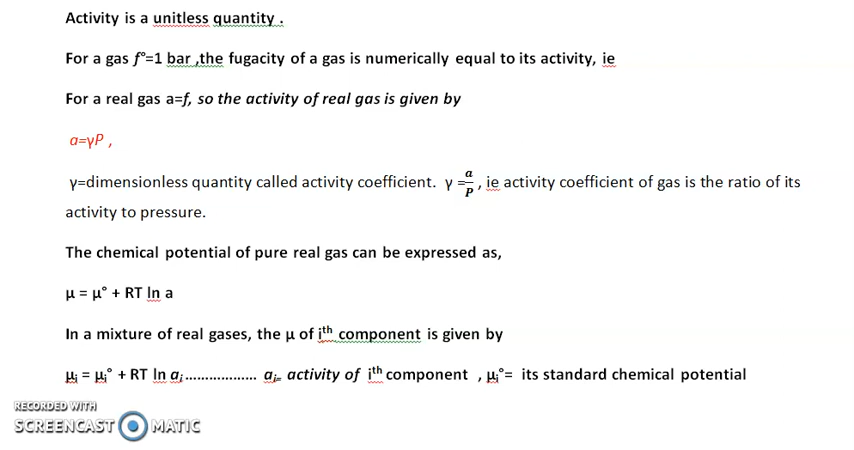 Activity is a unitless quantity .
For a gas f°=1 bar ,the fugacity of a gas is numerically equal to its activity, ie
For a real gas a=f, so the activity of real gas is given by
a=γP ,
γ=dimensionless quantity called activity coefficient. γ = a/P , ie activity coefficient of gas is the ratio of its
activity to pressure.
The chemical potential of pure real gas can be expressed as,
μ = μ° + RT ln a
In a mixture of real gases, the μ of iᵗʰ component is given by
μᵢ = μᵢ° + RT ln aᵢ.................. aᵢ= activity of iᵗʰ component , μᵢ°= its standard chemical potential
RECORDED WITH
SCREENCAST MATIC